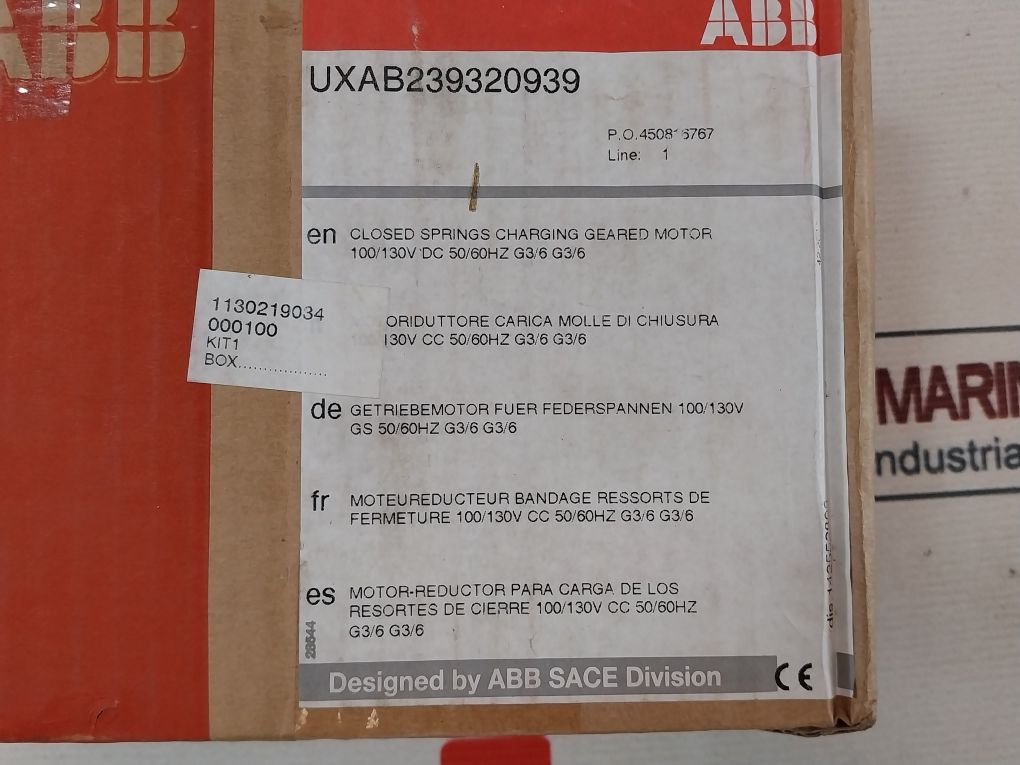 ABB
ABB
UXAB239320939
Line: 1
en CLOSED SPRINGS CHARGING GEARED MOTOR
100/130V DC 50/60HZ G3/6 G3/6
1130219034
000100
KIT1
BOX..................
CARICA MOLLE DI CHIUSURA
CC 50/60HZ G3/6 G3/6
de GETRIEBEMOTOR FUER FEDERSPANNEN 100/130V
GS 50/60HZ G3/6 G3/6
fr MOTEUREDUCTEUR BANDAGE RESSORTS DE
FERMETURE 100/130V CC 50/60HZ G3/6 G3/6
es MOTOR-REDUCTOR PARA CARGA DE LOS
RESORTES DE CIERRE 100/130V CC 50/60HZ
G3/6 G3/6
Designed by ABB SACE Division
CE